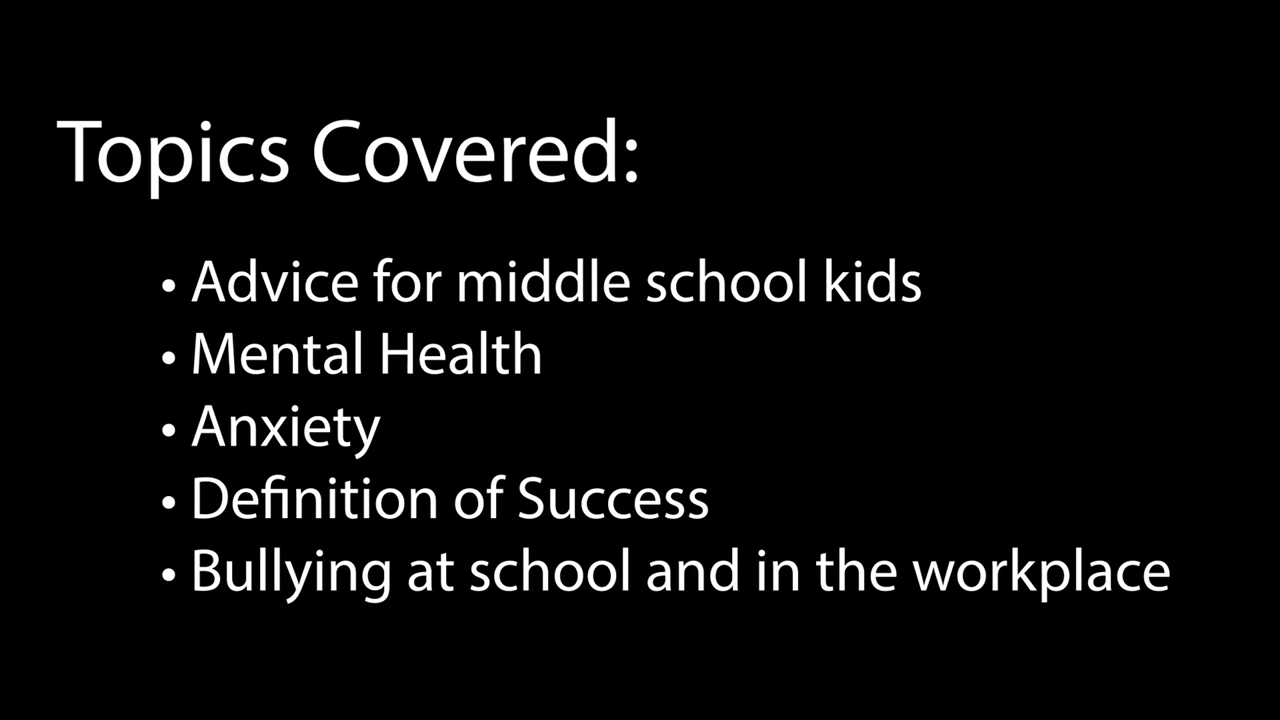 Topics Covered:
• Advice for middle school kids
• Mental Health
• Anxiety
• Definition of Success
• Bullying at school and in the workplace